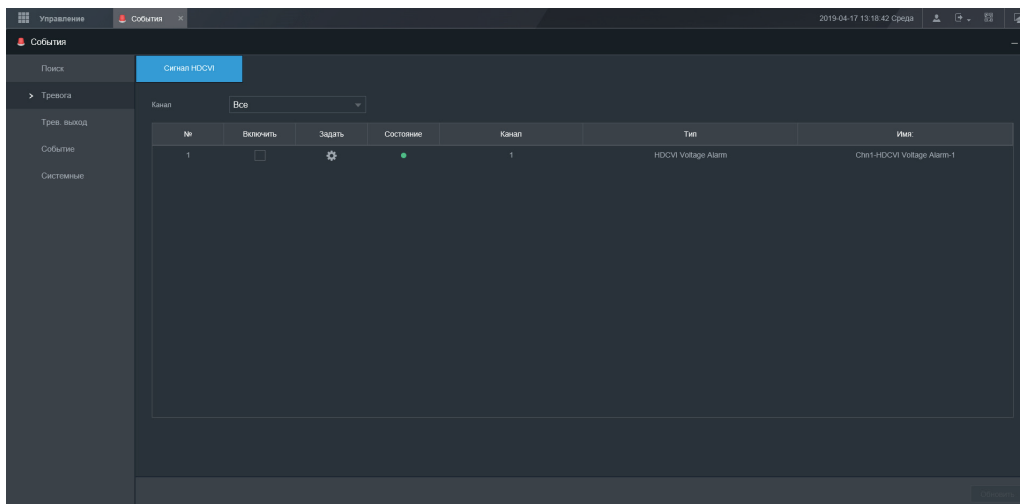 Управление События × 2019-04-17 13:18:42 Среда
События
Поиск
Тревога
Трев. выход
Событие
Системные
Сигнал HDCVI
Канал Все
№ Включить Задать Состояние Канал Тип Имя:
1 1 HDCVI Voltage Alarm Chn1-HDCVI Voltage Alarm-1